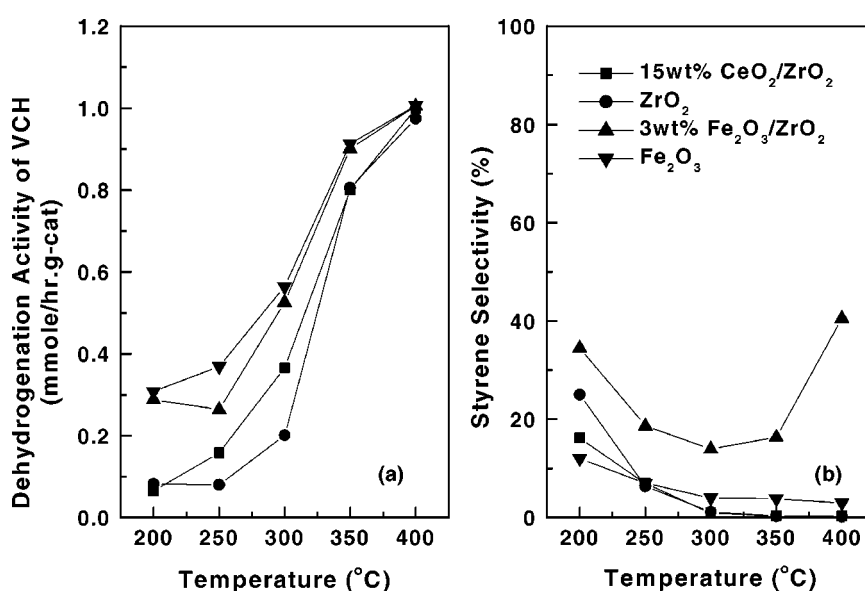 Dehydrogenation Activity of VCH
(mmole/hr.g-cat)
1.2
1.0
0.8
0.6
0.4
0.2
0.0
200 250 300 350 400
Temperature (°C)
(a)
Styrene Selectivity (%)
100
80
60
40
20
0
200 250 300 350 400
Temperature (°C)
15wt% CeO₂/ZrO₂
ZrO₂
3wt% Fe₂O₃/ZrO₂
Fe₂O₃
(b)